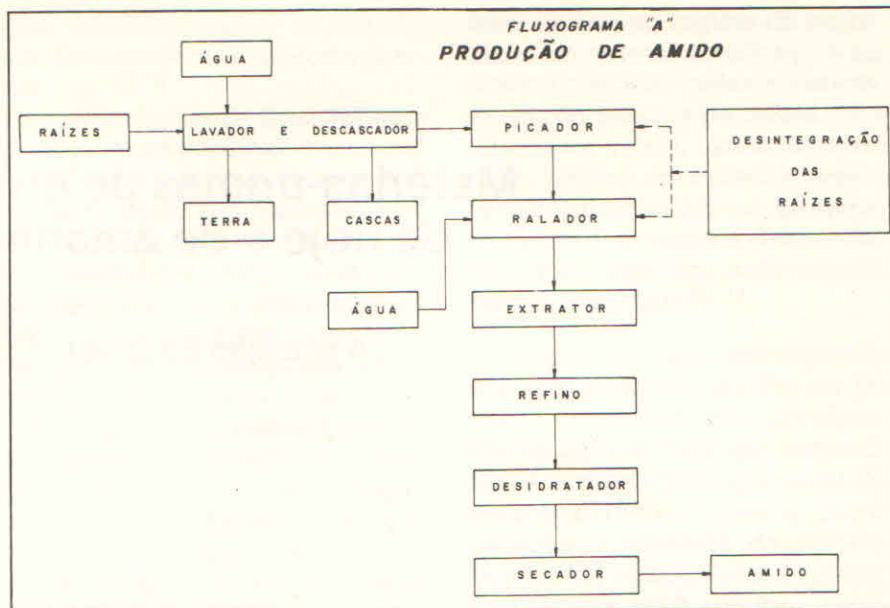 FLUXOGRAMA "A"
PRODUÇÃO DE AMIDO
ÁGUA
RAÍZES
LAVADOR E DESCASCADOR
PICADOR
DESINTEGRAÇÃO
DAS
RAÍZES
TERRA
CASCAS
RALADOR
ÁGUA
EXTRATOR
REFINO
DESIDRATADOR
SECADOR
AMIDO